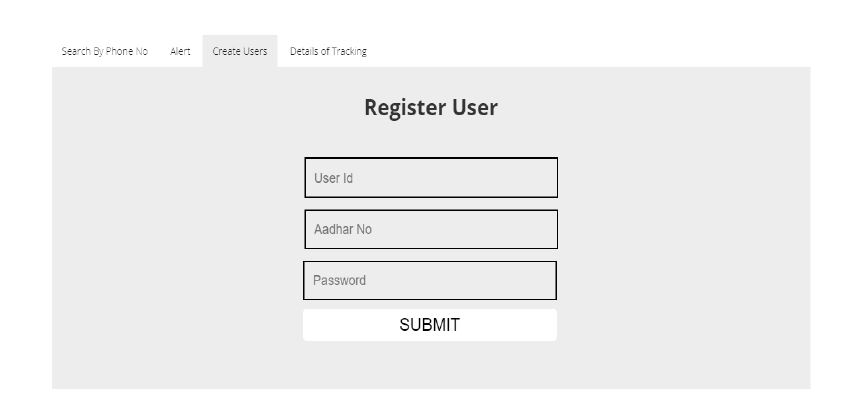 Search By Phone No Alert Create Users Details of Tracking
Register User
User Id
Aadhar No
Password
SUBMIT